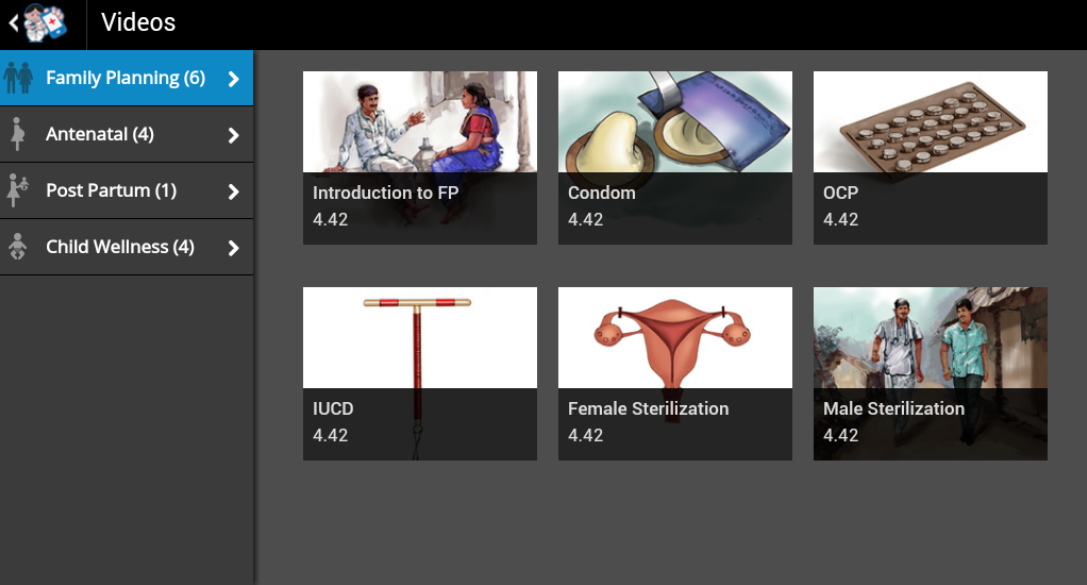 Videos
Family Planning (6)
Antenatal (4)
Post Partum (1)
Child Wellness (4)
Introduction to FP
4.42
Condom
4.42
OCP
4.42
IUCD
4.42
Female Sterilization
4.42
Male Sterilization
4.42